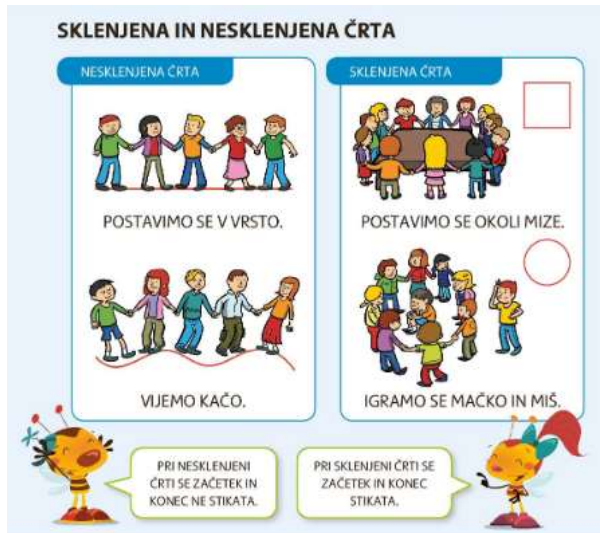 SKLENJENA IN NESKLENJENA ČRTA
NESKLENJENA ČRTA
POSTAVIMO SE V VRSTO.
VIJEMO KAČO.
SKLENJENA ČRTA
POSTAVIMO SE OKOLI MIZE.
IGRAMO SE MAČKO IN MIŠ.
PRI NESKLENJENI
ČRTI SE ZAČETEK IN
KONEC NE STIKATA.
PRI SKLENJENI ČRTI SE
ZAČETEK IN KONEC
STIKATA.